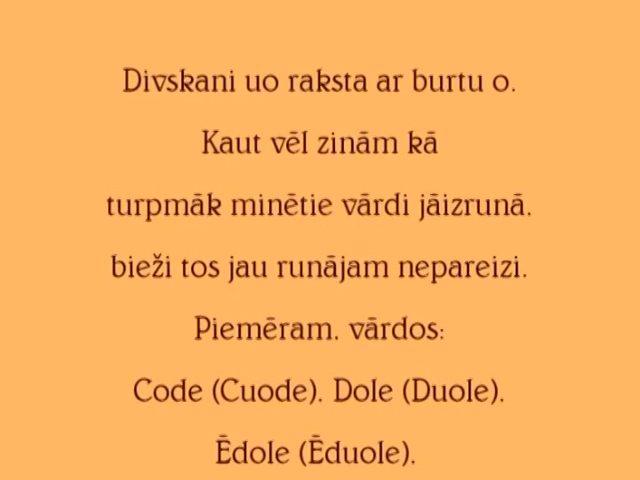 Divskani uo raksta ar burtu o.
Kaut vēl zinām kā
turpmāk minētie vārdi jāizrunā,
bieži tos jau runājam nepareizi.
Piemēram, vārdos:
Code (Cuode), Dole (Duole),
Ēdole (Ēduole),